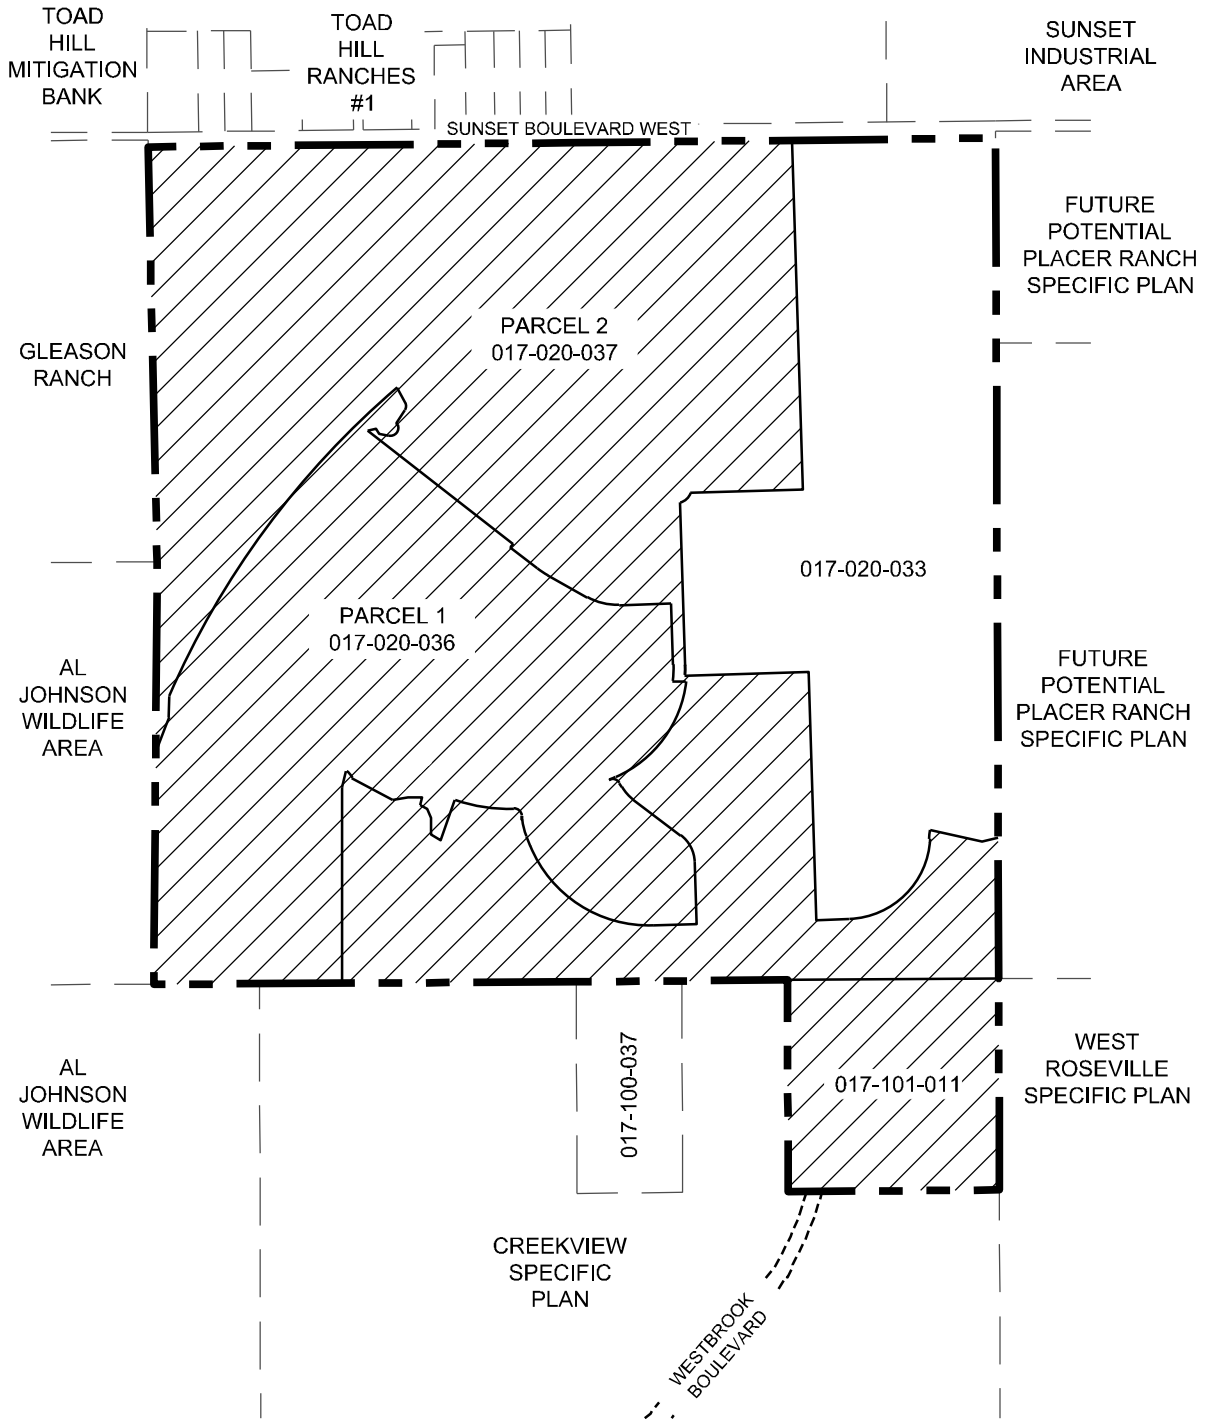 TOAD
HILL
MITIGATION
BANK
TOAD
HILL
RANCHES
#1
SUNSET
INDUSTRIAL
AREA
SUNSET BOULEVARD WEST
FUTURE
POTENTIAL
PLACER RANCH
SPECIFIC PLAN
GLEASON
RANCH
PARCEL 2
017-020-037
017-020-033
PARCEL 1
017-020-036
AL
JOHNSON
WILDLIFE
AREA
FUTURE
POTENTIAL
PLACER RANCH
SPECIFIC PLAN
AL
JOHNSON
WILDLIFE
AREA
017-100-037
017-101-011
WEST
ROSEVILLE
SPECIFIC PLAN
CREEKVIEW
SPECIFIC
PLAN
WESTBROOK
BOULEVARD